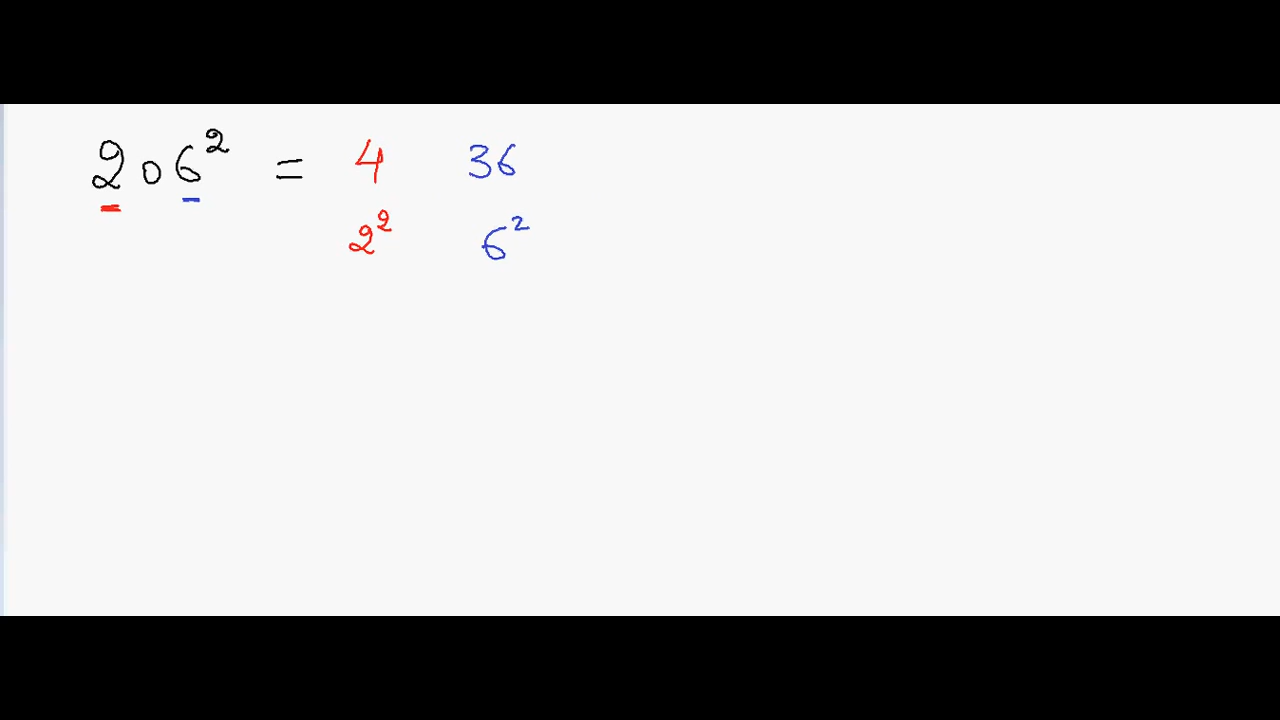 206² = 4 36
2² 6²